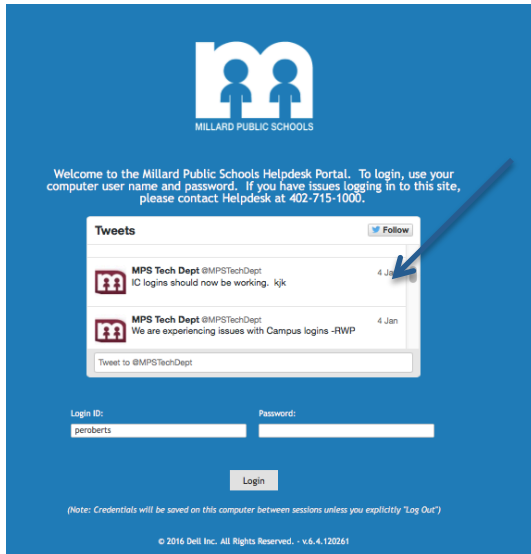 MILLARD PUBLIC SCHOOLS
Welcome to the Millard Public Schools Helpdesk Portal. To login, use your
computer user name and password. If you have issues logging in to this site,
please contact Helpdesk at 402-715-1000.
Tweets
Follow
MPS Tech Dept @MPSTechDept
4 Jan
IC logins should now be working. kjk
MPS Tech Dept @MPSTechDept
4 Jan
We are experiencing issues with Campus logins -RWP
Tweet to @MPSTechDept
Login ID:
Password:
peroberts
Login
(Note: Credentials will be saved on this computer between sessions unless you explicitly "Log Out")
© 2016 Dell Inc. All Rights Reserved. - v.6.4.120261